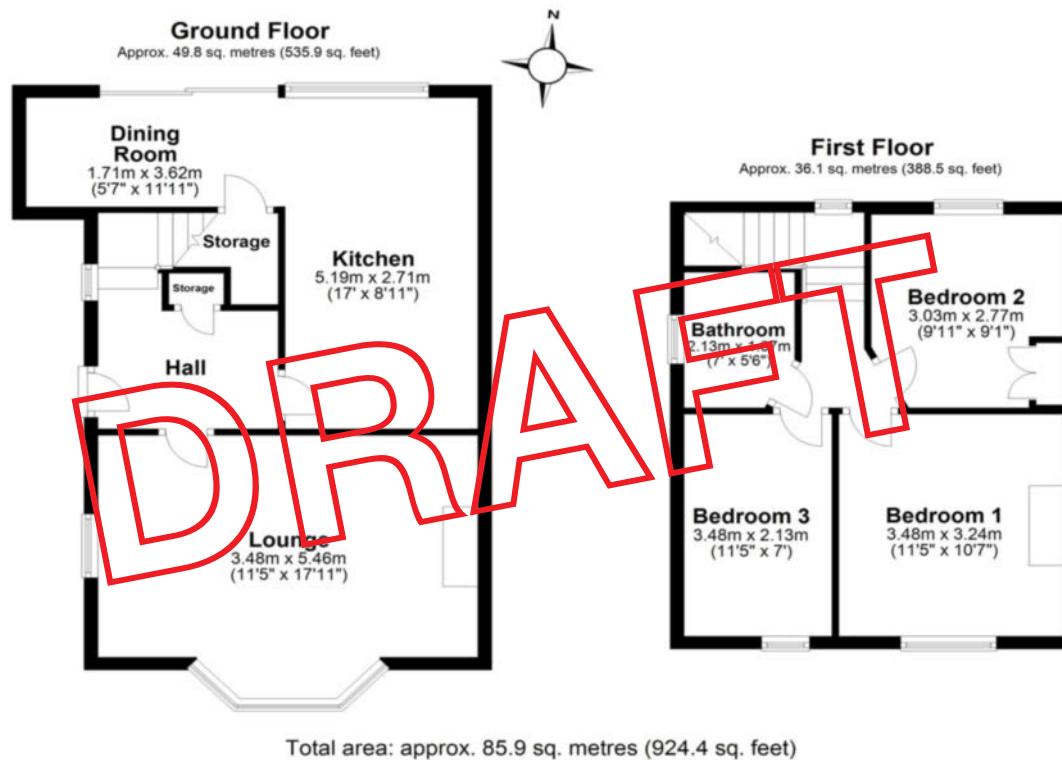 N
Ground Floor
Approx. 49.8 sq. metres (535.9 sq. feet)
Dining
Room
1.71m x 3.62m
(5'7" x 11'11")
Storage
Storage
Kitchen
5.19m x 2.71m
(17' x 8'11")
Hall
Lounge
3.48m x 5.46m
(11'5" x 17'11")
First Floor
Approx. 36.1 sq. metres (388.5 sq. feet)
Bedroom 2
3.03m x 2.77m
(9'11" x 9'1")
Bathroom
2.13m x
(7' x 5'6")
Bedroom 3
3.48m x 2.13m
(11'5" x 7')
Bedroom 1
3.48m x 3.24m
(11'5" x 10'7")
DRAFT
Total area: approx. 85.9 sq. metres (924.4 sq. feet)